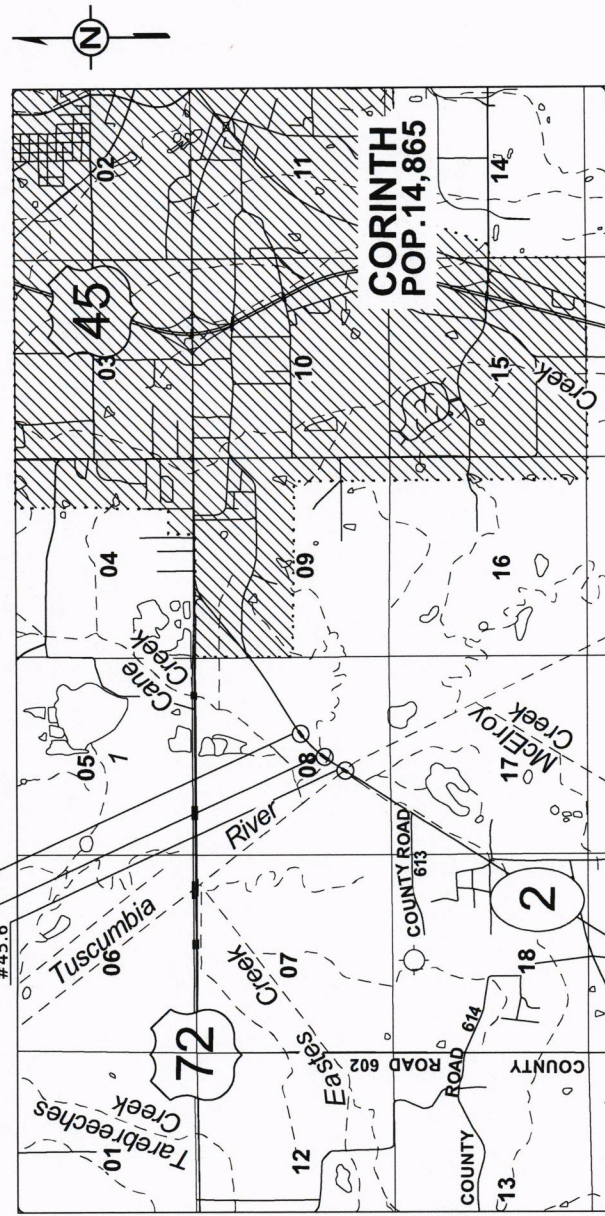 N
#45.6
01
Tarebreeches
Creek
06
Tuscumbia
River
05
Cane
Creek
04
03
45
02
72
12
07
Eastes
Creek
08
09
10
11
CORINTH
POP.14,865
COUNTY
ROAD 602
COUNTY ROAD
613
COUNTY
ROAD
614
13
18
2
17
McElroy
Creek
16
15
Creek
14